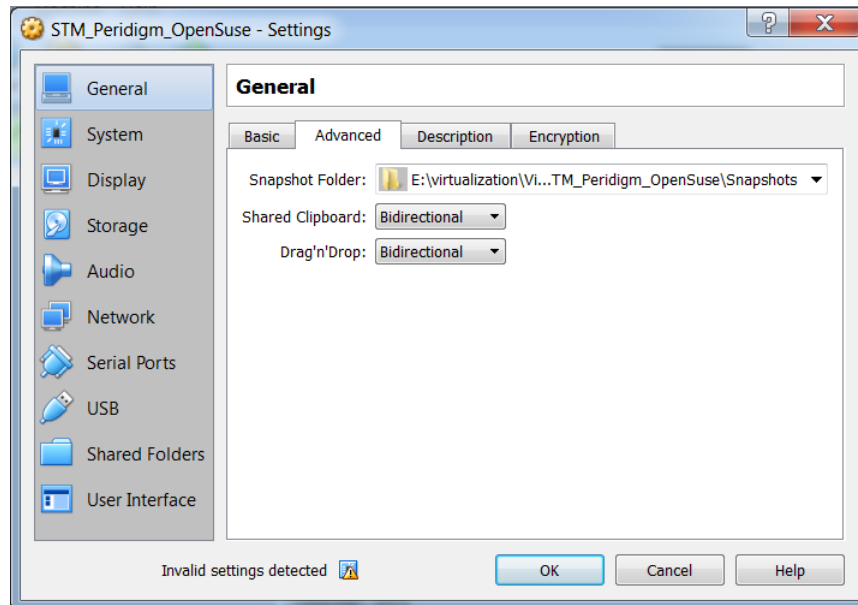 STM_Peridigm_OpenSuse - Settings
General
System
Display
Storage
Audio
Network
Serial Ports
USB
Shared Folders
User Interface
General
Basic Advanced Description Encryption
Snapshot Folder: E:\virtualization\Vi...TM_Peridigm_OpenSuse\Snapshots
Shared Clipboard: Bidirectional
Drag'n'Drop: Bidirectional
Invalid settings detected OK Cancel Help